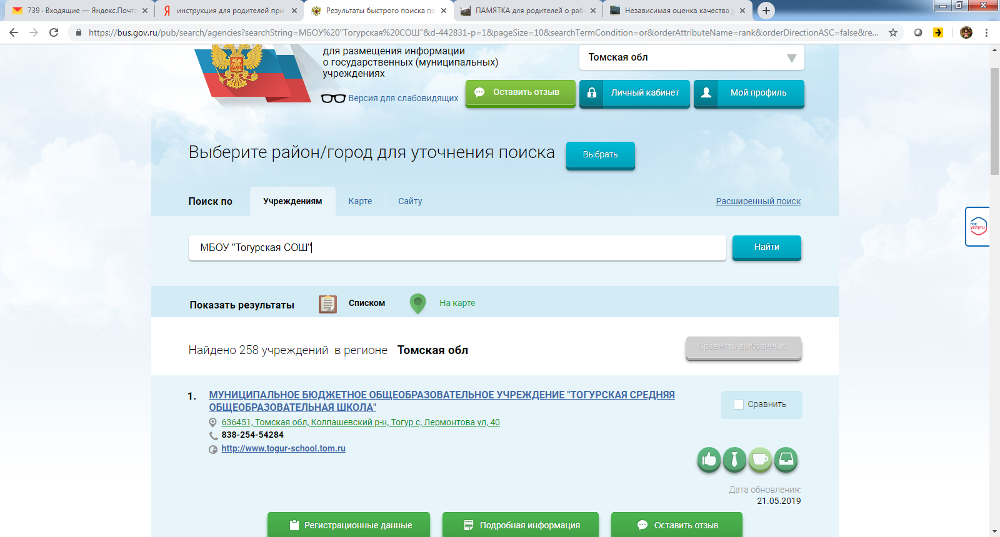 739 · Входящие — Яндекс.Почта
инструкция для родителей при
Результаты быстрого поиска по
ПАМЯТКА для родителей о раб
Независимая оценка качества у
https://bus.gov.ru/pub/search/agencies?searchString=МБОУ%20"Тогурская%20СОШ"&d-442831-p=1&pageSize=10&searchTermCondition=or&orderAttributeName=rank&orderDirectionASC=false&re...
для размещения информации
о государственных (муниципальных)
учреждениях
Томская обл
Версия для слабовидящих
Оставить отзыв
Личный кабинет
Мой профиль
Выберите район/город для уточнения поиска
Выбрать
Поиск по
Учреждениям
Карте
Сайту
Расширенный поиск
гос
услуги
МБОУ "Тогурская СОШ"
Найти
Показать результаты
Списком
На карте
Найдено 258 учреждений в регионе Томская обл
Сравнить выбранные
1. МУНИЦИПАЛЬНОЕ БЮДЖЕТНОЕ ОБЩЕОБРАЗОВАТЕЛЬНОЕ УЧРЕЖДЕНИЕ "ТОГУРСКАЯ СРЕДНЯЯ
ОБЩЕОБРАЗОВАТЕЛЬНАЯ ШКОЛА"
Сравнить
636451, Томская обл, Колпашевский р-н, Тогур с, Лермонтова ул, 40
838-254-54284
http://www.togur-school.tom.ru
Дата обновления:
21.05.2019
Регистрационные данные
Подробная информация
Оставить отзыв